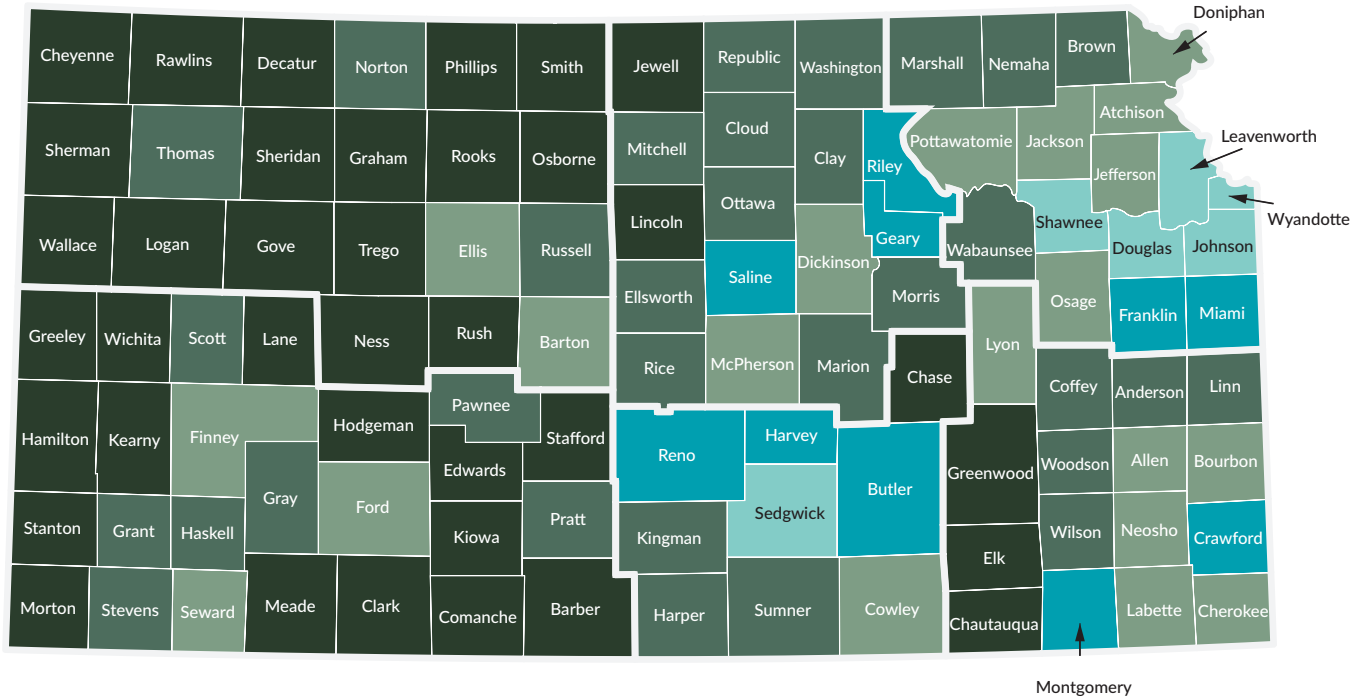 Doniphan
Cheyenne
Rawlins
Decatur
Norton
Phillips
Smith
Jewell
Republic
Washington
Marshall
Nemaha
Brown
Atchison
Leavenworth
Sherman
Thomas
Sheridan
Graham
Rooks
Osborne
Mitchell
Cloud
Clay
Riley
Pottawatomie
Jackson
Jefferson
Wyandotte
Wallace
Logan
Gove
Trego
Ellis
Russell
Lincoln
Ottawa
Geary
Wabaunsee
Shawnee
Douglas
Johnson
Saline
Dickinson
Ellsworth
Morris
Osage
Franklin
Miami
Greeley
Wichita
Scott
Lane
Ness
Rush
Barton
Rice
McPherson
Marion
Chase
Lyon
Coffey
Anderson
Linn
Hamilton
Kearny
Finney
Hodgeman
Pawnee
Stafford
Edwards
Reno
Harvey
Butler
Greenwood
Woodson
Allen
Bourbon
Gray
Ford
Sedgwick
Stanton
Grant
Haskell
Kiowa
Pratt
Kingman
Elk
Wilson
Neosho
Crawford
Morton
Stevens
Seward
Meade
Clark
Comanche
Barber
Harper
Sumner
Cowley
Chautauqua
Labette
Cherokee
Montgomery